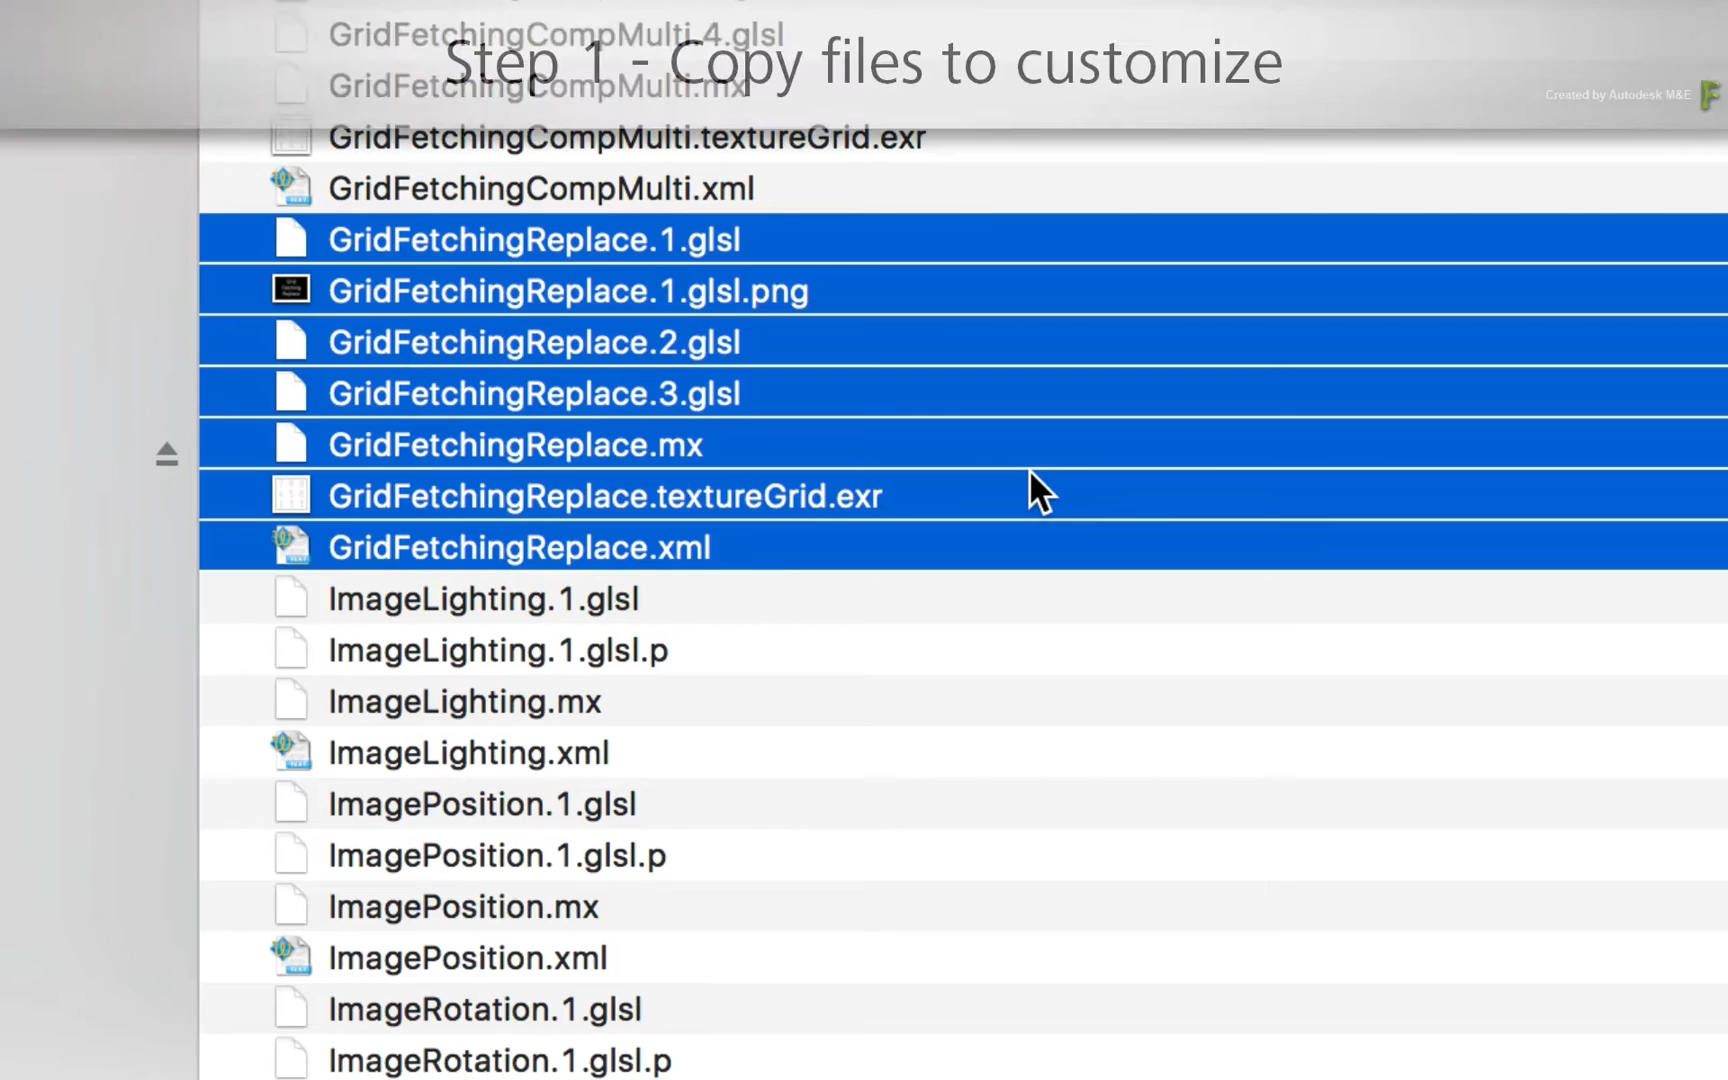 GridFetchingCompMulti.4.glsl
Step 1 - Copy files to customize
GridFetchingCompMulti.mx
Created by Autodesk M&E
GridFetchingCompMulti.textureGrid.exr
GridFetchingCompMulti.xml
GridFetchingReplace.1.glsl
GridFetchingReplace.1.glsl.png
GridFetchingReplace.2.glsl
GridFetchingReplace.3.glsl
GridFetchingReplace.mx
GridFetchingReplace.textureGrid.exr
GridFetchingReplace.xml
ImageLighting.1.glsl
ImageLighting.1.glsl.p
ImageLighting.mx
ImageLighting.xml
ImagePosition.1.glsl
ImagePosition.1.glsl.p
ImagePosition.mx
ImagePosition.xml
ImageRotation.1.glsl
ImageRotation.1.glsl.p